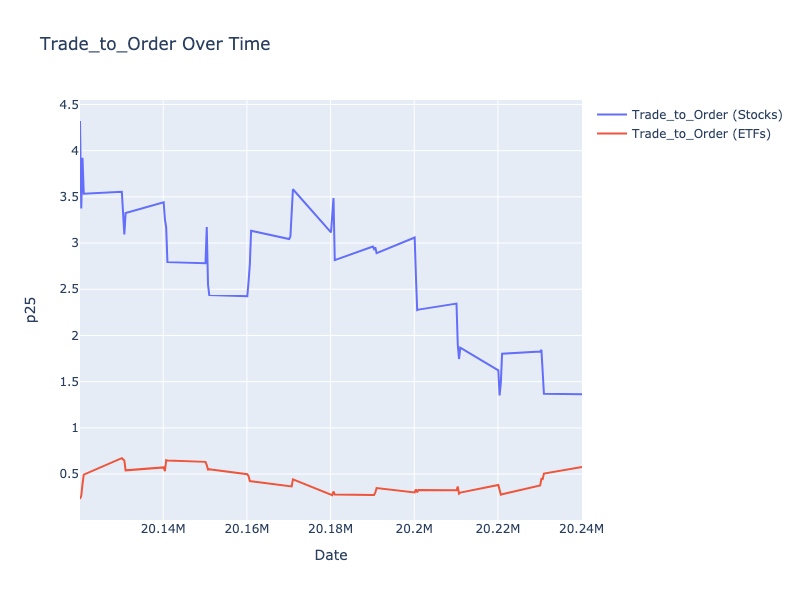 Trade_to_Order Over Time
Trade_to_Order (Stocks)
Trade_to_Order (ETFs)
p25
4.5
4
3.5
3
2.5
2
1.5
1
0.5
20.14M 20.16M 20.18M 20.2M 20.22M 20.24M
Date